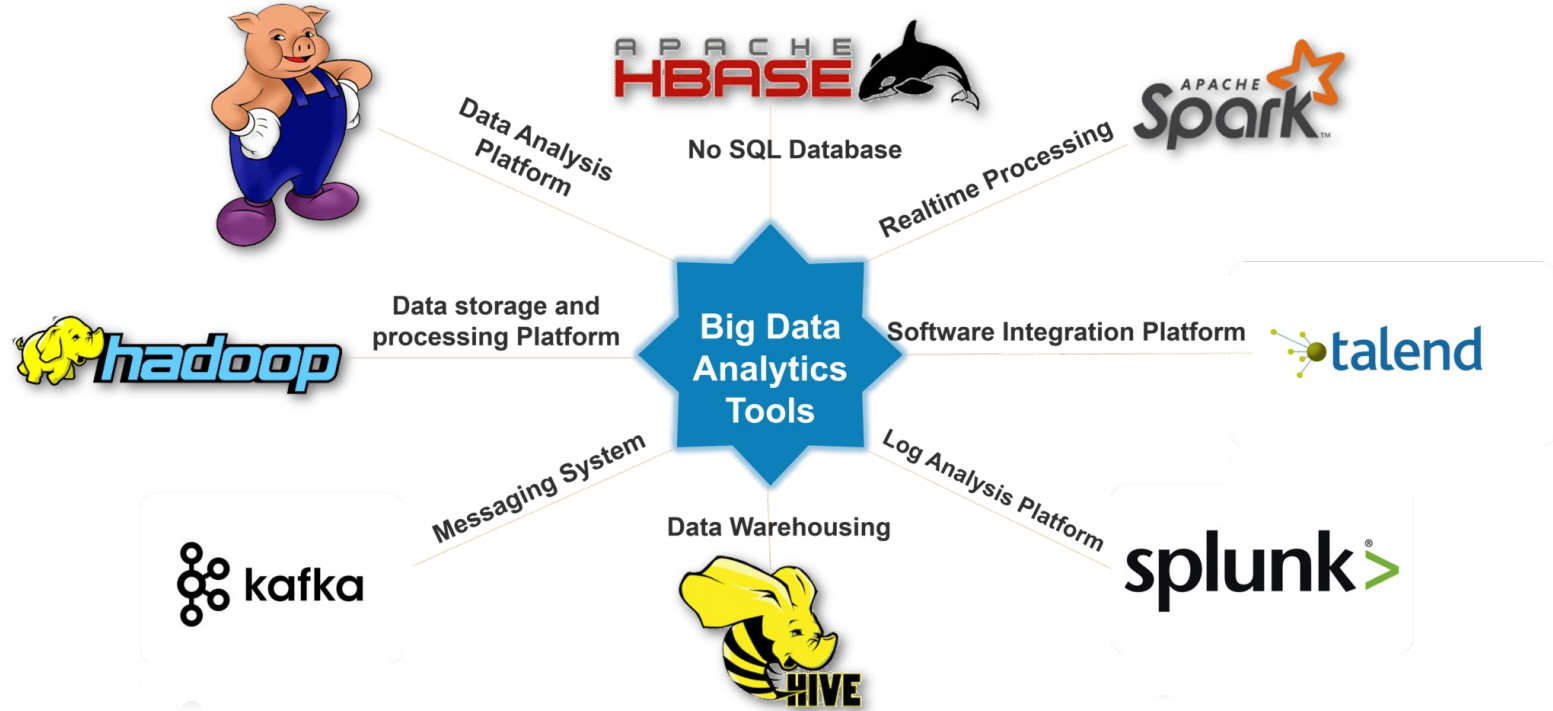 APACHE
HBASE
APACHE
Spark™
Data Analysis
Platform
No SQL Database
Realtime Processing
Data storage and
processing Platform
hadoop
Big Data
Analytics
Tools
Software Integration Platform
talend
Messaging System
kafka
Data Warehousing
HIVE
Log Analysis Platform
splunk>®